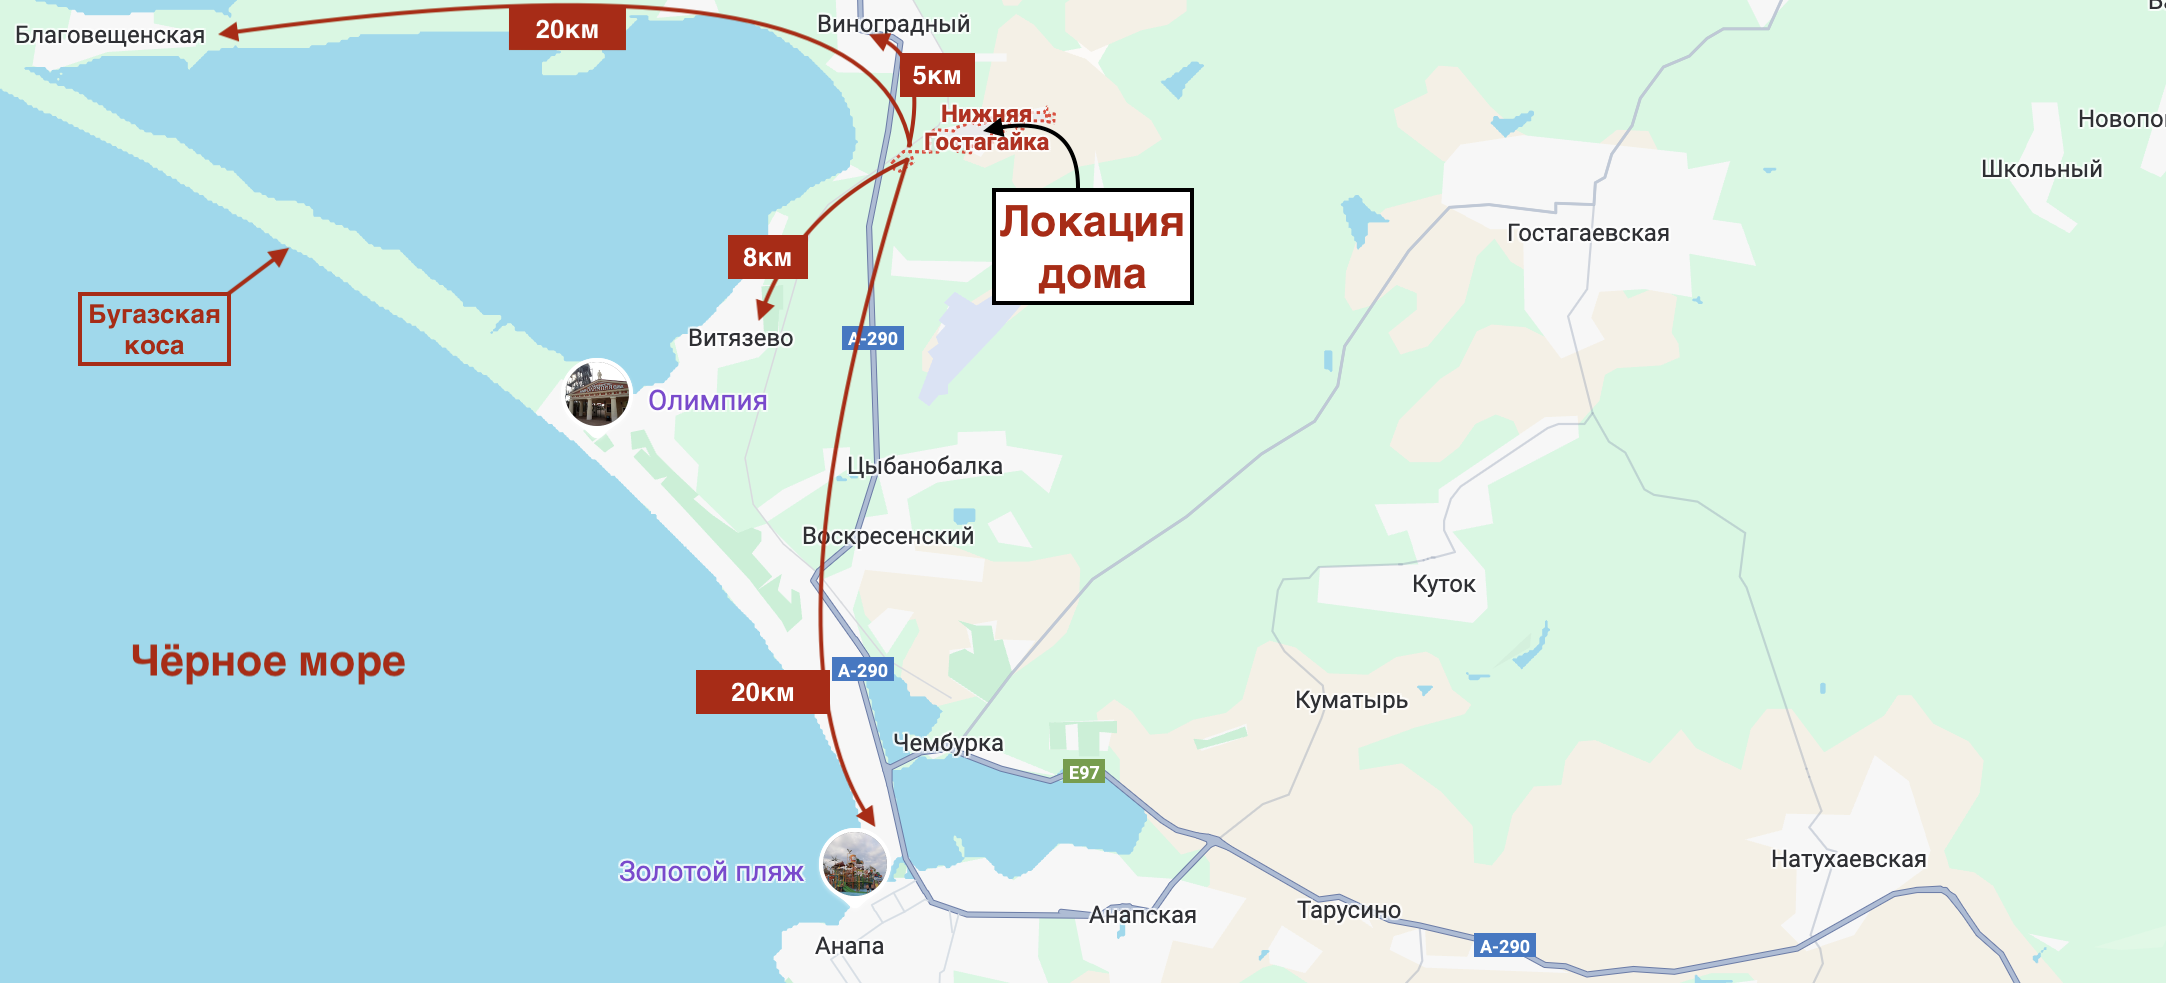 Благовещенская
20км
Виноградный
5км
Нижняя
Гостагайка
Новопо
Школьный
Локация
дома
Гостагаевская
8км
Бугазская
коса
Витязево
А-290
Олимпия
Цыбанобалка
Воскресенский
Куток
Чёрное море
А-290
20км
Куматырь
Чембурка
E97
Золотой пляж
Натухаевская
Анапская
Тарусино
Анапа
А-290